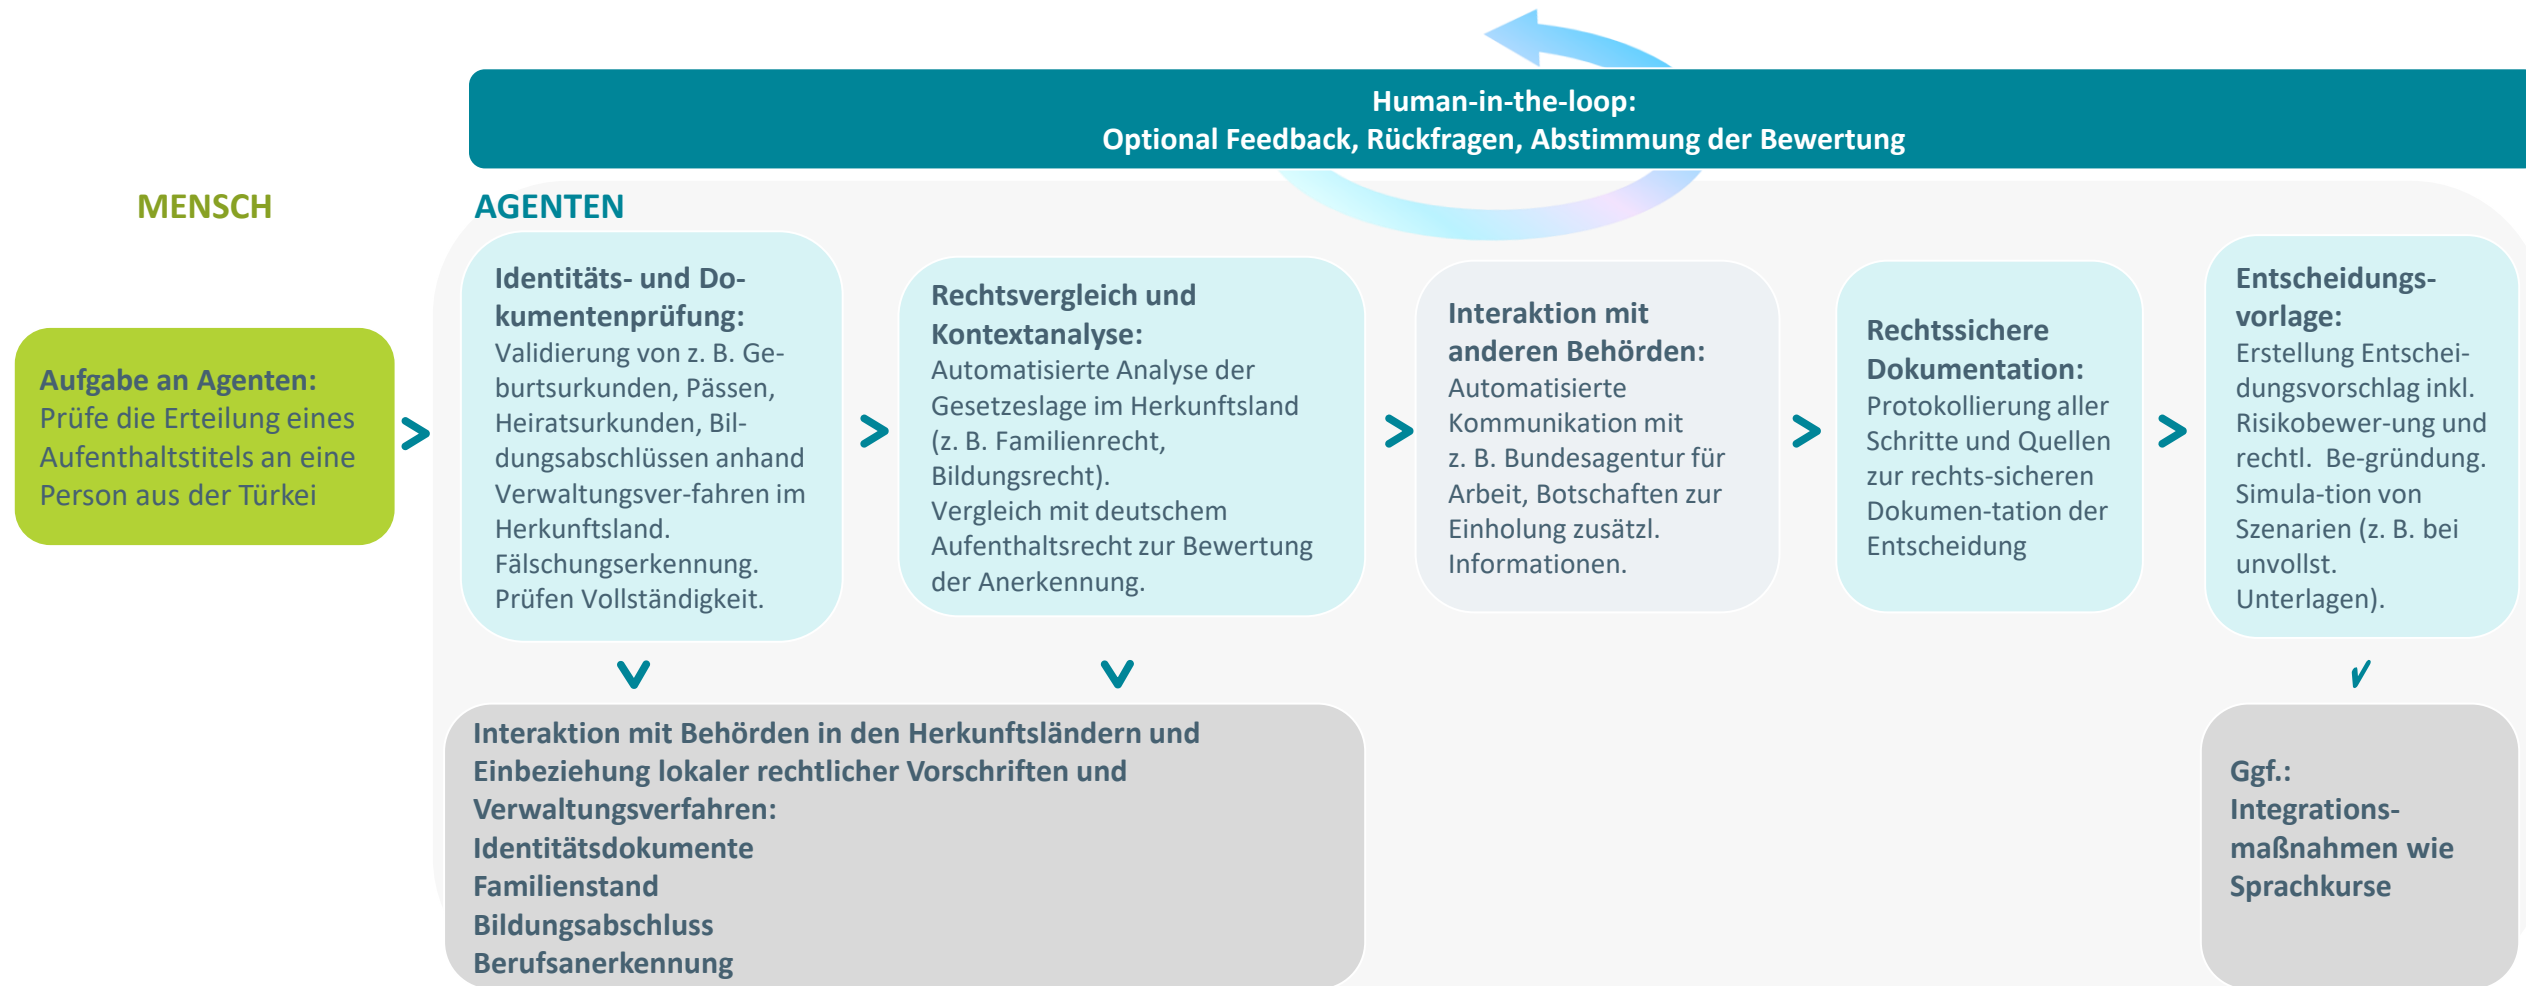 Human-in-the-loop:
Optional Feedback, Rückfragen, Abstimmung der Bewertung
MENSCH
AGENTEN
Aufgabe an Agenten:
Prüfe die Erteilung eines
Aufenthaltstitels an eine
Person aus der Türkei
Identitäts- und Do-
kumentenprüfung:
Validierung von z. B. Ge-
burtsurkunden, Pässen,
Heiratsurkunden, Bil-
dungsabschlüssen anhand
Verwaltungsver-fahren im
Herkunftsland.
Fälschungserkennung.
Prüfen Vollständigkeit.
Rechtsvergleich und
Kontextanalyse:
Automatisierte Analyse der
Gesetzeslage im Herkunftsland
(z. B. Familienrecht,
Bildungsrecht).
Vergleich mit deutschem
Aufenthaltsrecht zur Bewertung
der Anerkennung.
Interaktion mit
anderen Behörden:
Automatisierte
Kommunikation mit
z. B. Bundesagentur für
Arbeit, Botschaften zur
Einholung zusätzl.
Informationen.
Rechtssichere
Dokumentation:
Protokollierung aller
Schritte und Quellen
zur rechts-sicheren
Dokumen-tation der
Entscheidung
Entscheidungs-
vorlage:
Erstellung Entschei-
dungsvorschlag inkl.
Risikobewer-ung und
rechtl. Be-gründung.
Simula-tion von
Szenarien (z. B. bei
unvollst.
Unterlagen).
Interaktion mit Behörden in den Herkunftsländern und
Einbeziehung lokaler rechtlicher Vorschriften und
Verwaltungsverfahren:
Identitätsdokumente
Familienstand
Bildungsabschluss
Berufsanerkennung
Ggf.:
Integrations-
maßnahmen wie
Sprachkurse